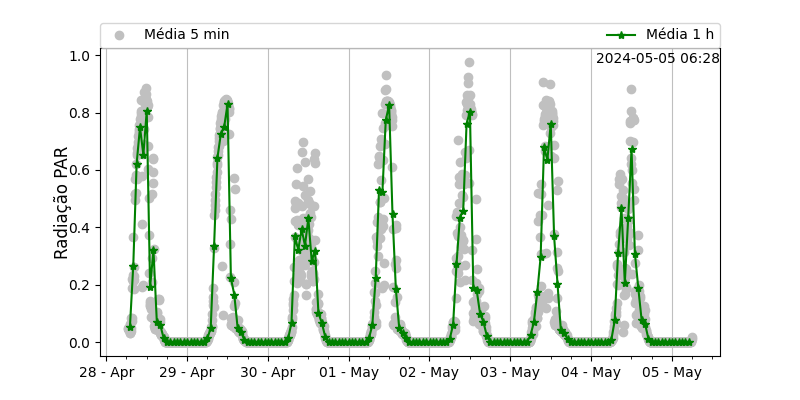 Média 5 min
Média 1 h
2024-05-05 06:28
Radiação PAR
1.0
0.8
0.6
0.4
0.2
0.0
28 - Apr
29 - Apr
30 - Apr
01 - May
02 - May
03 - May
04 - May
05 - May